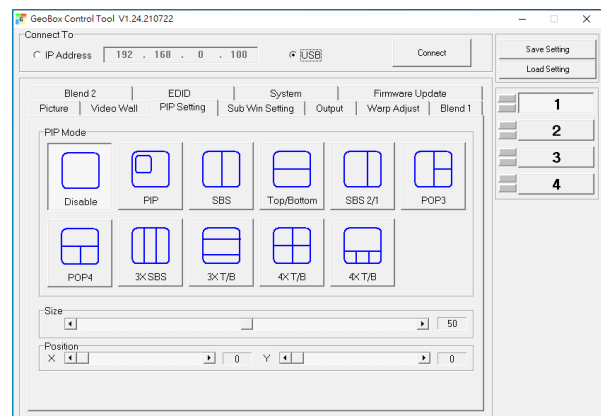 GeoBox Control Tool V1.24.210722
Connect To
IP Address 192 . 168 . 0 . 100 USB Connect
Save Setting
Load Setting
Blend 2 EDID System Firmware Update
Picture Video Wall PIP Setting Sub Win Setting Output Warp Adjust Blend 1
1
2
3
4
PIP Mode
Disable PIP SBS Top/Bottom SBS 2/1 POP3
POP4 3X SBS 3X T/B 4X T/B 4X T/B
Size
50
Position
X 0 Y 0